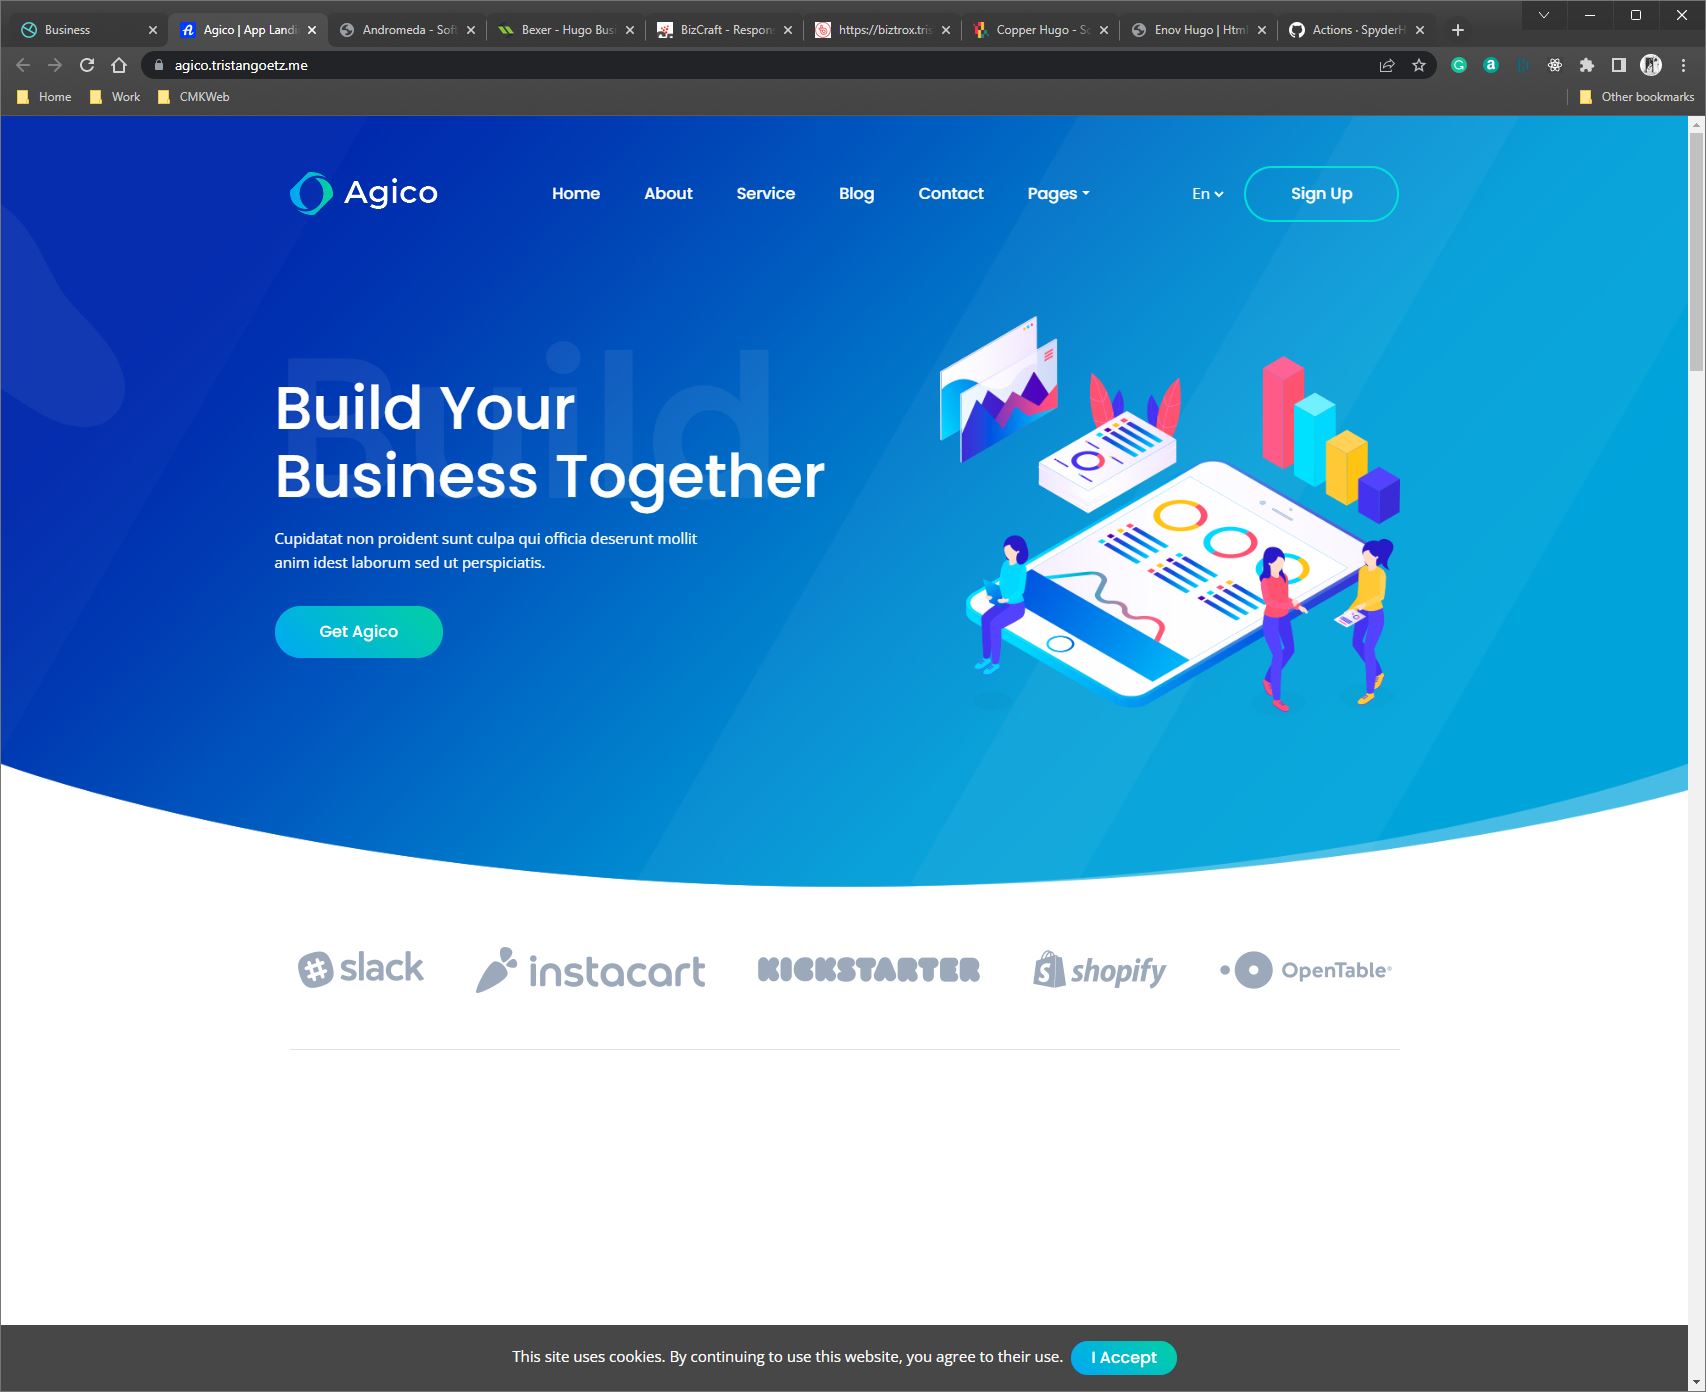 Business
Agico | App Landi
Andromeda - Soft
Bexer - Hugo Busi
BizCraft - Respons
https://biztrox.tris
Copper Hugo - Sc
Enov Hugo | Html
Actions · SpyderH
agico.tristangoetz.me
Home
Work
CMKWeb
Other bookmarks
Agico
Home
About
Service
Blog
Contact
Pages
En
Sign Up
Build
Build Your
Business Together
Cupidatat non proident sunt culpa qui officia deserunt mollit
anim idest laborum sed ut perspiciatis.
Get Agico
slack
instacart
KICKSTARTER
shopify
OpenTable®
This site uses cookies. By continuing to use this website, you agree to their use.
I Accept